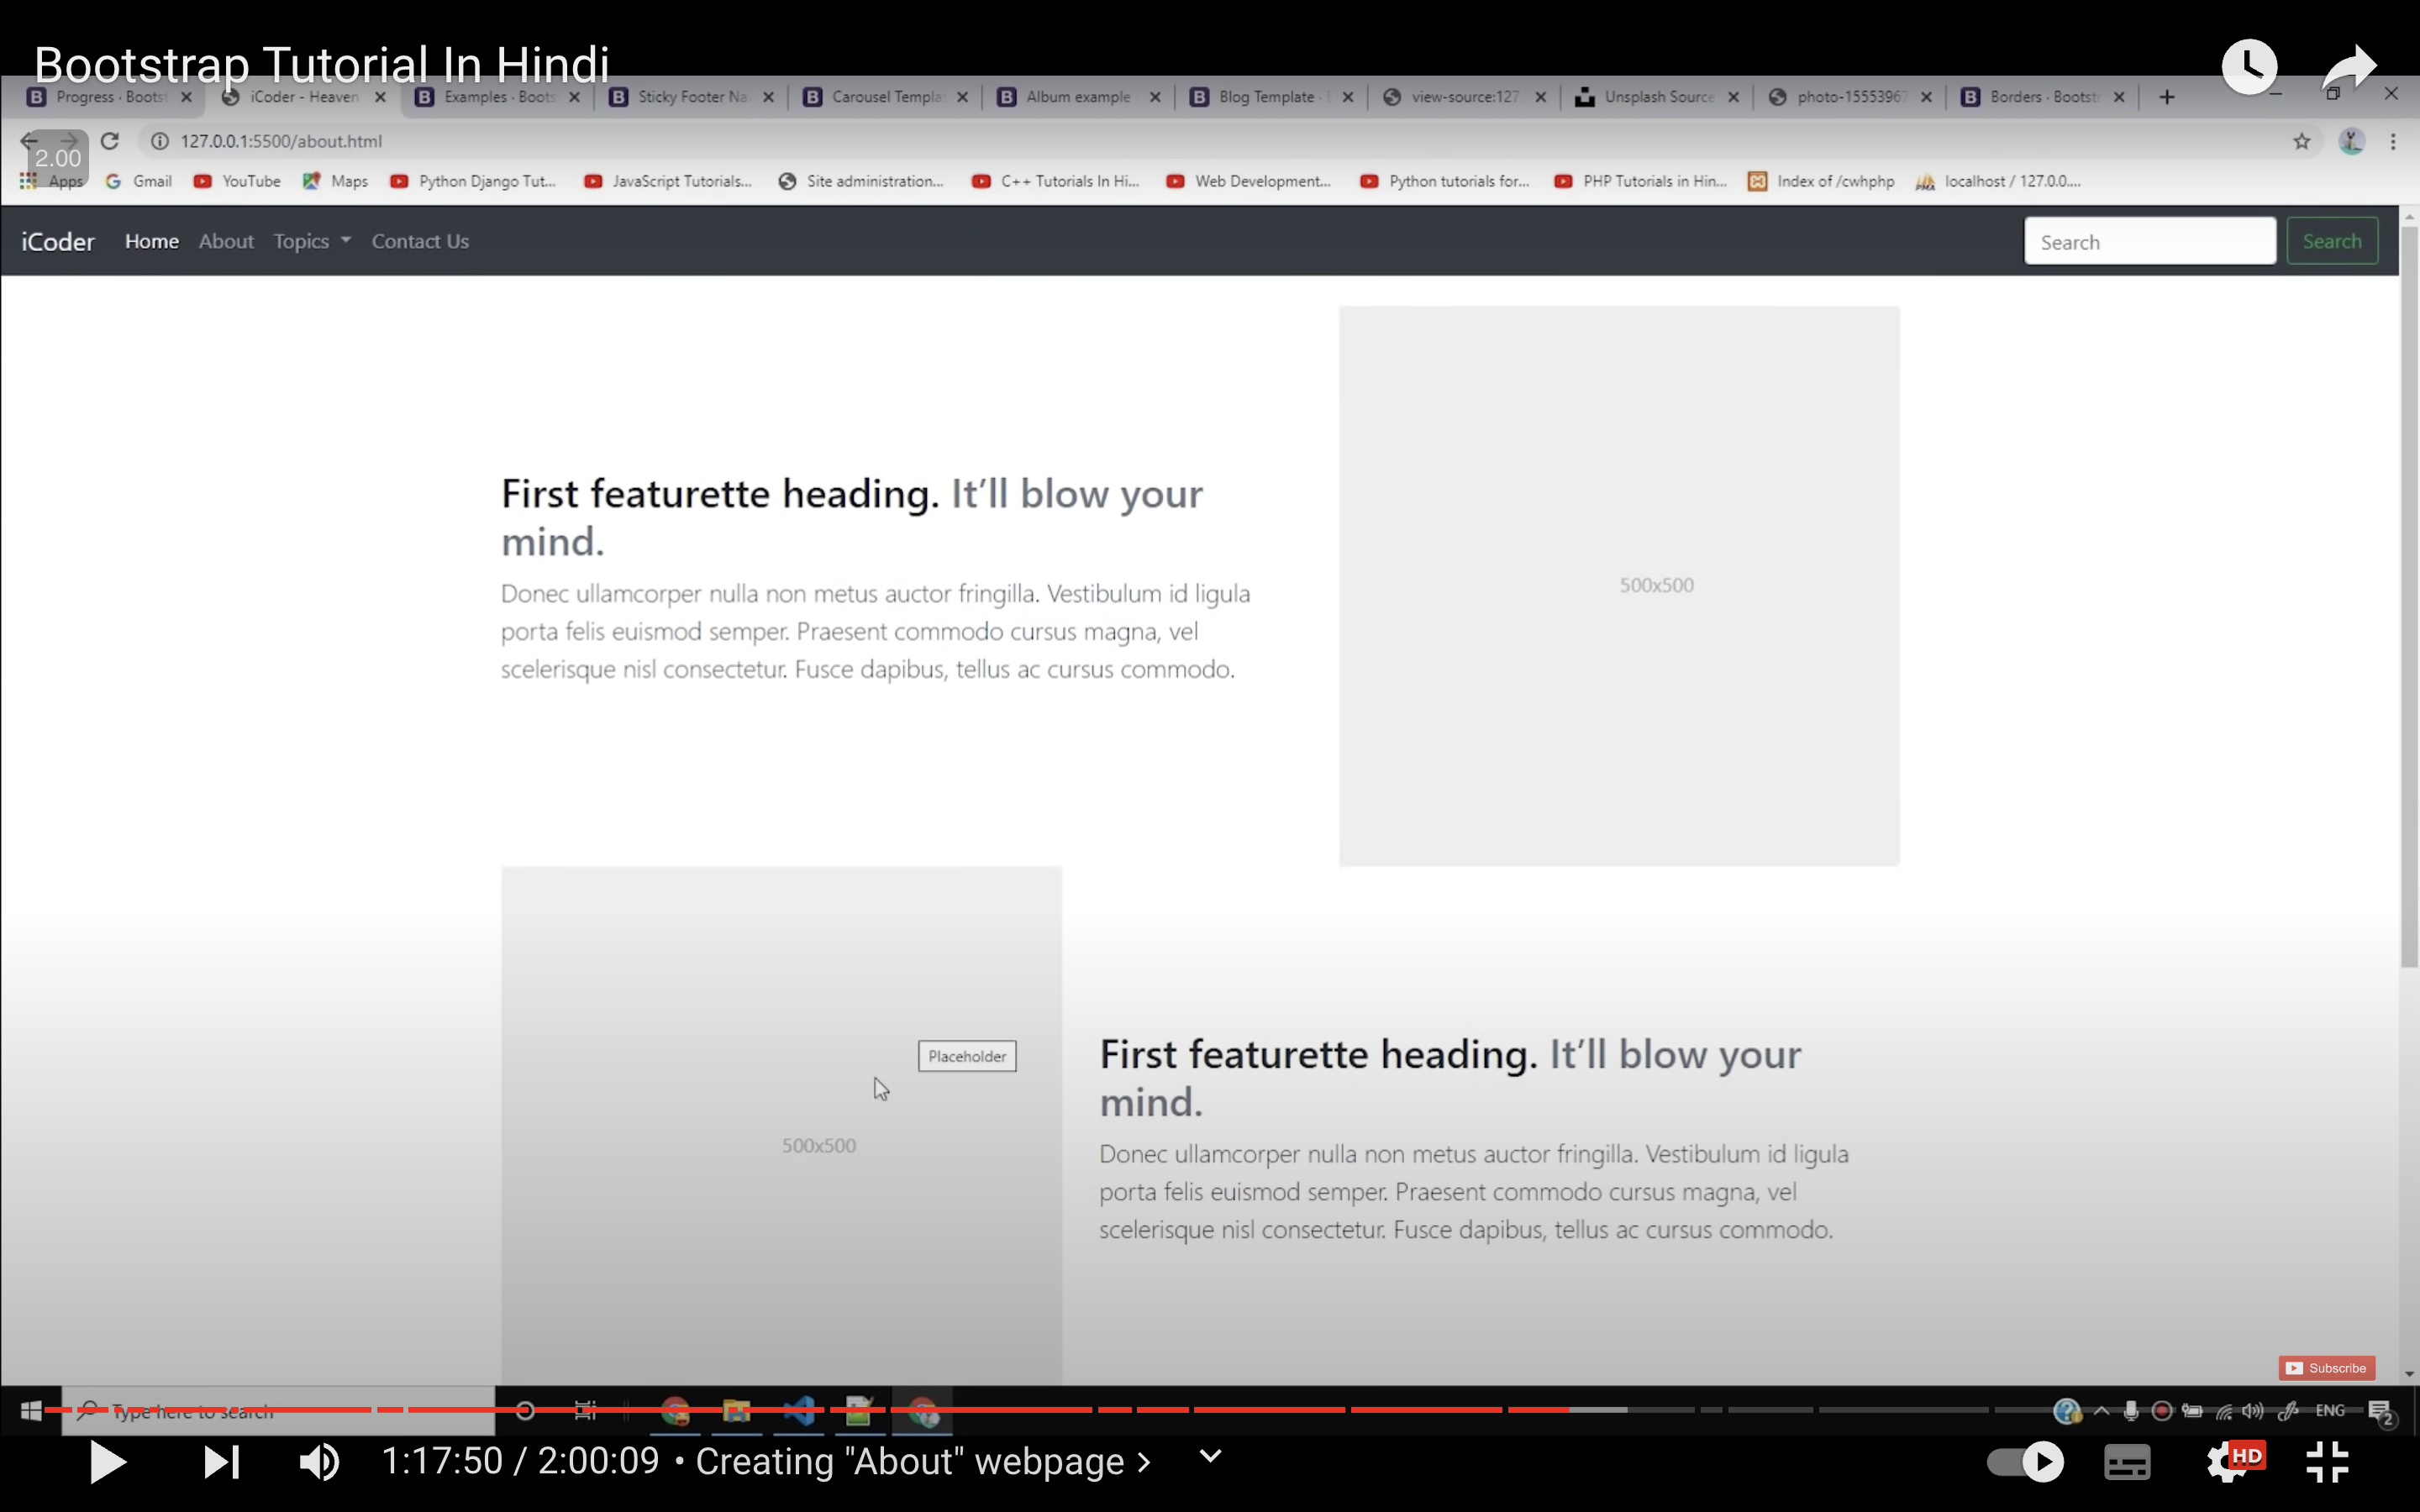 Bootstrap Tutorial In Hindi
Progress · Boots
iCoder - Heaven
Examples · Boots
Sticky Footer Na
Carousel Templa
Album example
Blog Template ·
view-source:127.
Unsplash Source
photo-15553967
Borders · Bootst
2.00
127.0.0.1:5500/about.html
Apps
Gmail
YouTube
Maps
Python Django Tut...
JavaScript Tutorials...
Site administration...
C++ Tutorials In Hi...
Web Development...
Python tutorials for...
PHP Tutorials in Hin...
Index of /cwhphp
localhost / 127.0.0....
iCoder Home About Topics Contact Us
Search
Search
First featurette heading. It’ll blow your
mind.
Donec ullamcorper nulla non metus auctor fringilla. Vestibulum id ligula
porta felis euismod semper. Praesent commodo cursus magna, vel
scelerisque nisl consectetur. Fusce dapibus, tellus ac cursus commodo.
500x500
Placeholder
500x500
First featurette heading. It’ll blow your
mind.
Donec ullamcorper nulla non metus auctor fringilla. Vestibulum id ligula
porta felis euismod semper. Praesent commodo cursus magna, vel
scelerisque nisl consectetur. Fusce dapibus, tellus ac cursus commodo.
Subscribe
Type here to search
ENG
2
1:17:50 / 2:00:09 • Creating "About" webpage
HD